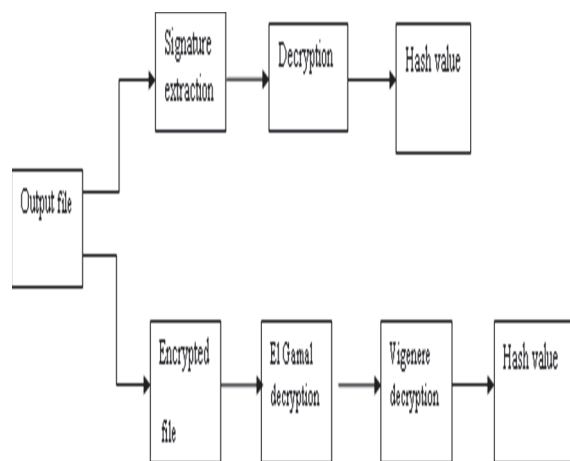 Signature
extraction
Decryption
Hash value
Output file
Encrypted
file
El Gamal
decryption
Vigenere
decryption
Hash value